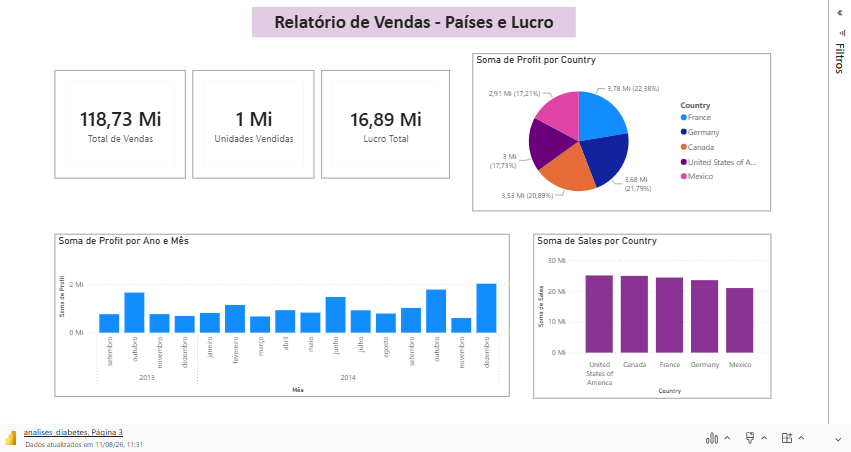 Relatório de Vendas - Países e Lucro
Filtros
118,73 Mi
Total de Vendas
1 Mi
Unidades Vendidas
16,89 Mi
Lucro Total
Soma de Profit por Country
3,78 Mi (22,38%)
3,68 Mi
(21,79%)
3,53 Mi (20,89%)
3 Mi
(17,73%)
2,91 Mi (17,21%)
Country
France
Germany
Canada
United States of A...
Mexico
Soma de Profit por Ano e Mês
Soma de Profit
2 Mi
0 Mi
setembro
outubro
novembro
dezembro
janeiro
fevereiro
março
abril
maio
junho
julho
agosto
setembro
outubro
novembro
dezembro
2013
2014
Mês
Soma de Sales por Country
Soma de Sales
30 Mi
20 Mi
10 Mi
0 Mi
United
States of
America
Canada
France
Germany
Mexico
Country
analises_diabetes, Página 3
Dados atualizados em 11/08/26, 11:31